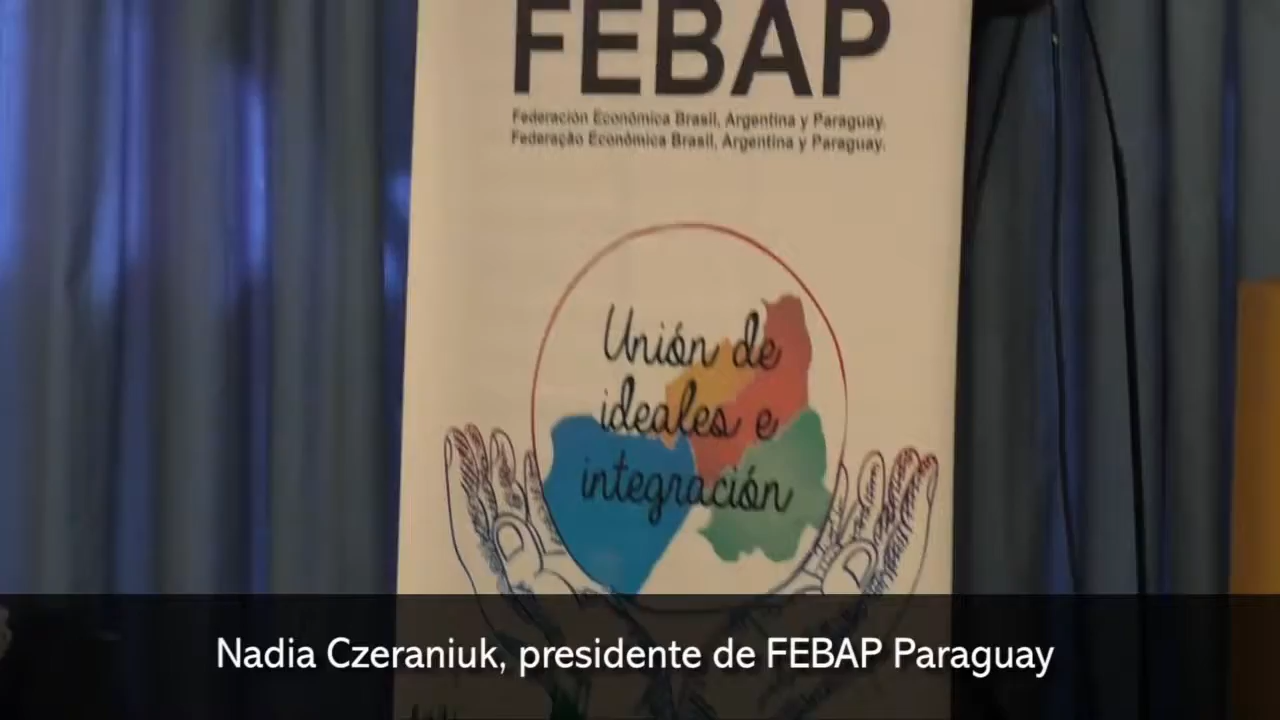 FEBAP
Federación Económica Brasil, Argentina y Paraguay.
Federação Económica Brasil, Argentina y Paraguay.
Unión de
ideales e
integración
Nadia Czeraniuk, presidente de FEBAP Paraguay